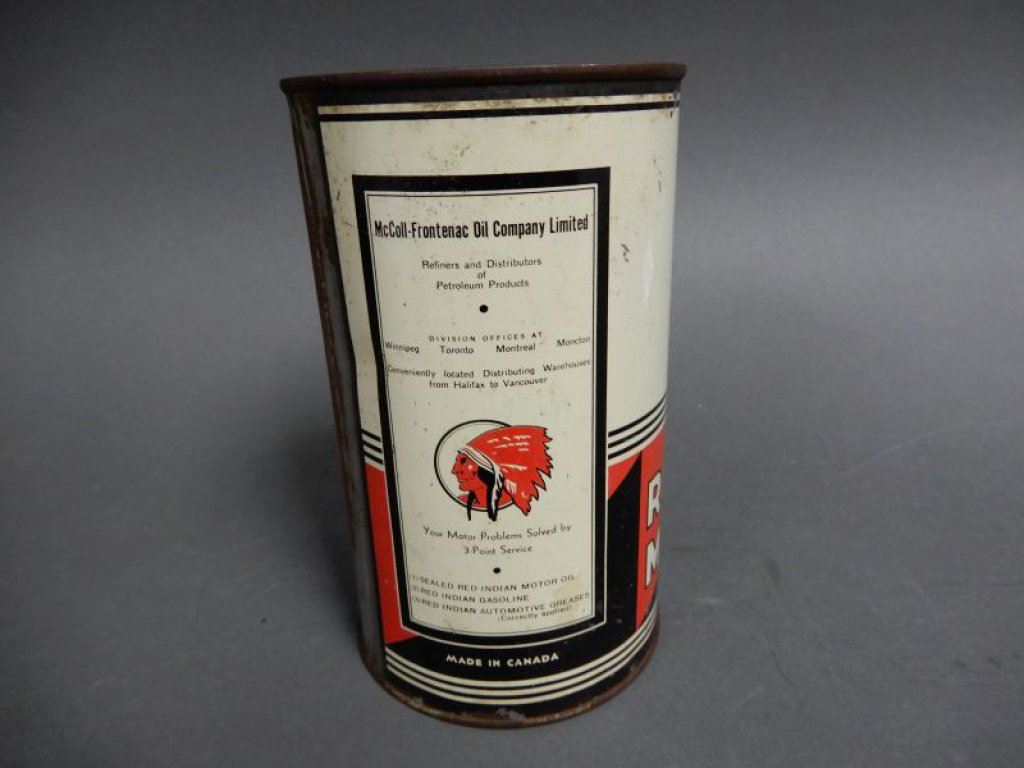 McColl-Frontenac Oil Company Limited
Refiners and Distributors
of
Petroleum Products
DIVISION OFFICES AT
Winnipeg Toronto Montreal Moncton
Conveniently located Distributing Warehouses
from Halifax to Vancouver
Your Motor Problems Solved by
3-Point Service
(1) SEALED RED INDIAN MOTOR OIL
(2) RED INDIAN GASOLINE
(3) RED INDIAN AUTOMOTIVE GREASES
(Correctly applied)
MADE IN CANADA
R
M